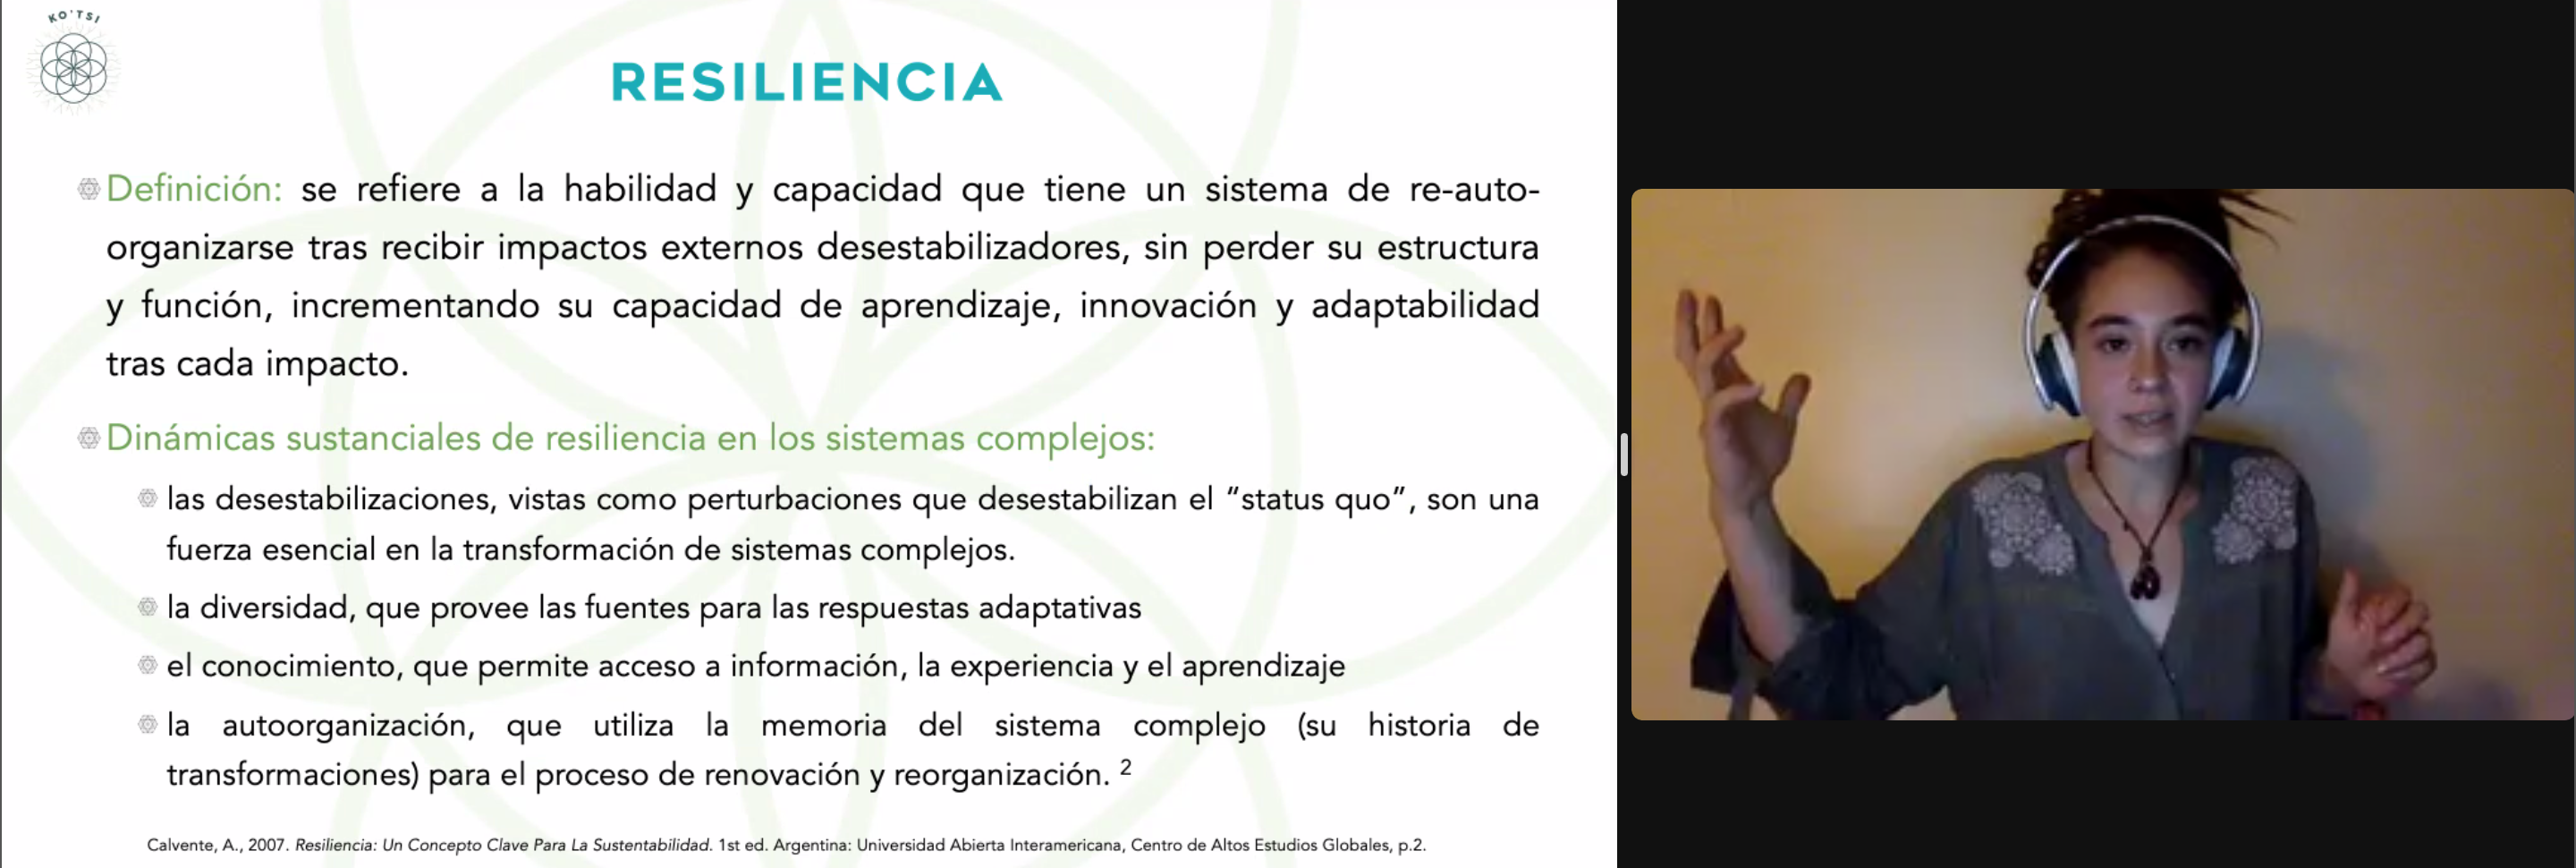 KO'TSI
RESILIENCIA
Definición: se refiere a la habilidad y capacidad que tiene un sistema de re-auto-
organizarse tras recibir impactos externos desestabilizadores, sin perder su estructura
y función, incrementando su capacidad de aprendizaje, innovación y adaptabilidad
tras cada impacto.
Dinámicas sustanciales de resiliencia en los sistemas complejos:
las desestabilizaciones, vistas como perturbaciones que desestabilizan el “status quo”, son una
fuerza esencial en la transformación de sistemas complejos.
la diversidad, que provee las fuentes para las respuestas adaptativas
el conocimiento, que permite acceso a información, la experiencia y el aprendizaje
la autoorganización, que utiliza la memoria del sistema complejo (su historia de
transformaciones) para el proceso de renovación y reorganización. 2
Calvente, A., 2007. Resiliencia: Un Concepto Clave Para La Sustentabilidad. 1st ed. Argentina: Universidad Abierta Interamericana, Centro de Altos Estudios Globales, p.2.